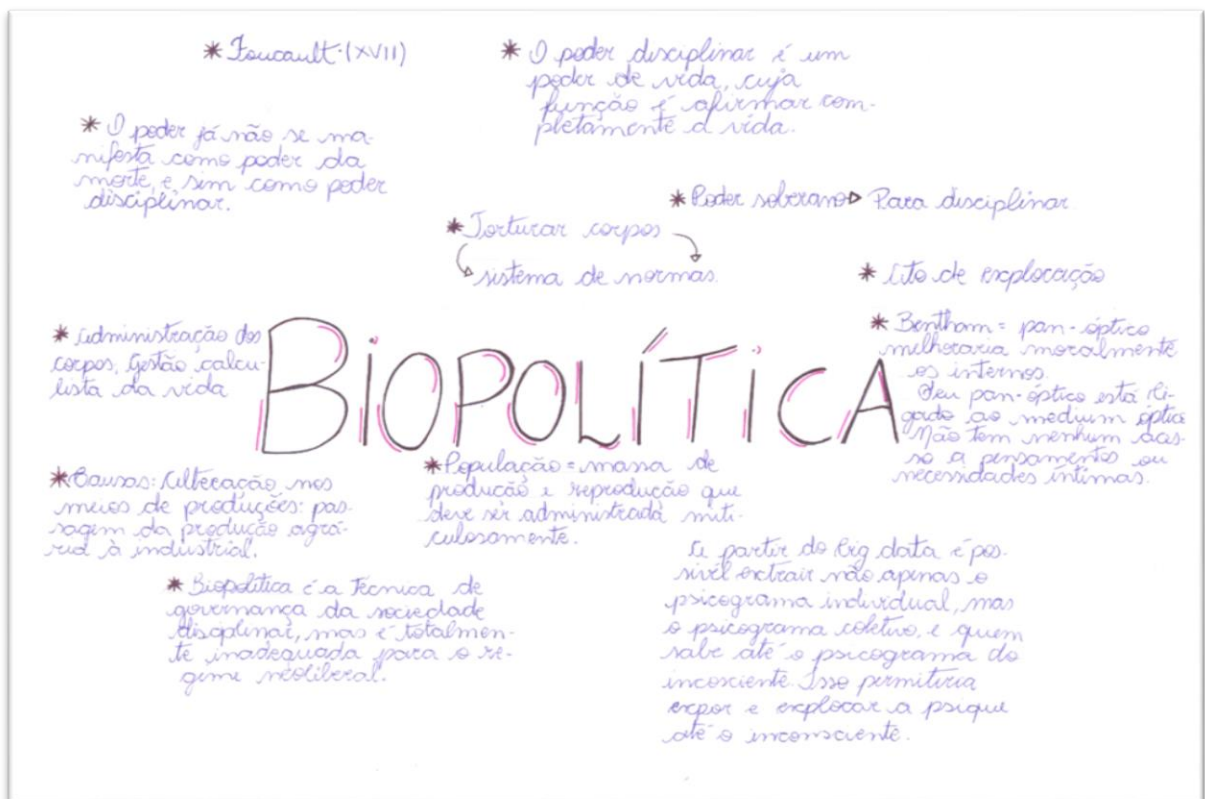 * Foucault · (XVII)
* O poder disciplinar é um
poder de vida, cuja
função é afirmar com-
pletamente a vida.
* O poder já não se ma-
nifesta como poder da
morte, e sim como poder
disciplinar.
* Poder soberano ▷ Para disciplinar
* Torturar corpos
sistema de normas.
* Ato de exploração
* Administração dos
corpos, Gestão calcu-
lista da vida
BIOPOLÍTICA
* Bentham = pan-óptico
melhoraria moralmente
os internos.
Seu pan-óptico está li-
gado ao medium óptico
Não tem nenhum aces-
so a pensamentos ou
necessidades íntimas.
* Causas: Alteração nos
meios de produções: pas-
sagem da produção agrá-
ria à industrial.
* População = massa de
produção e reprodução que
deve ser administrada miti-
culosamente.
* Biopolítica é a Técnica de
governança da sociedade
disciplinar, mas é totalmen-
te inadequada para o re-
gime neoliberal.
A partir do big data é pos-
sível extrair não apenas o
psicograma individual, mas
o psicograma coletivo, e quem
sabe até o psicograma do
incosciente. Isso permitiria
expor e explorar a psique
até o inconsciente.